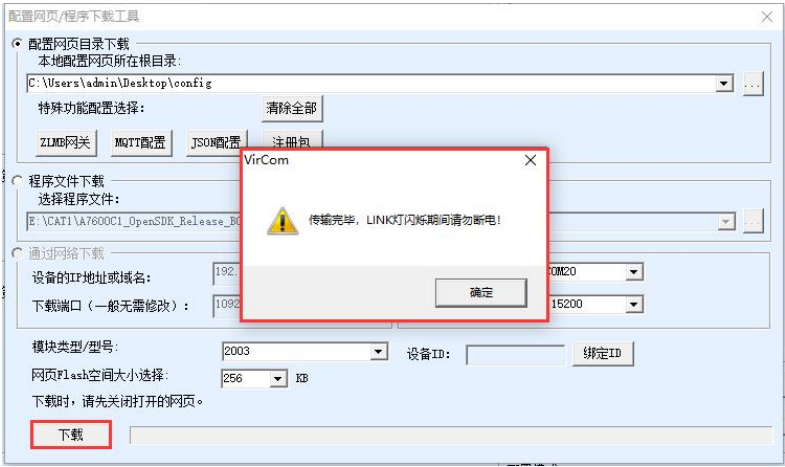 配置网页/程序下载工具
配置网页目录下载
本地配置网页所在根目录:
C:\Users\admin\Desktop\config
...
特殊功能配置选择:
清除全部
ZLMB网关
MQTT配置
JSON配置
注册包
VirCom
传输完毕，LINK灯闪烁期间请勿断电!
确定
程序文件下载
选择程序文件:
E:\CAT1\A7600C1_OpenSDK_Release_B0
...
通过网络下载
设备的IP地址或域名:
192.
COM20
下载端口（一般无需修改）:
1092
15200
模块类型/型号:
2003
设备ID:
绑定ID
网页Flash空间大小选择:
256
KB
下载时，请先关闭打开的网页。
下载